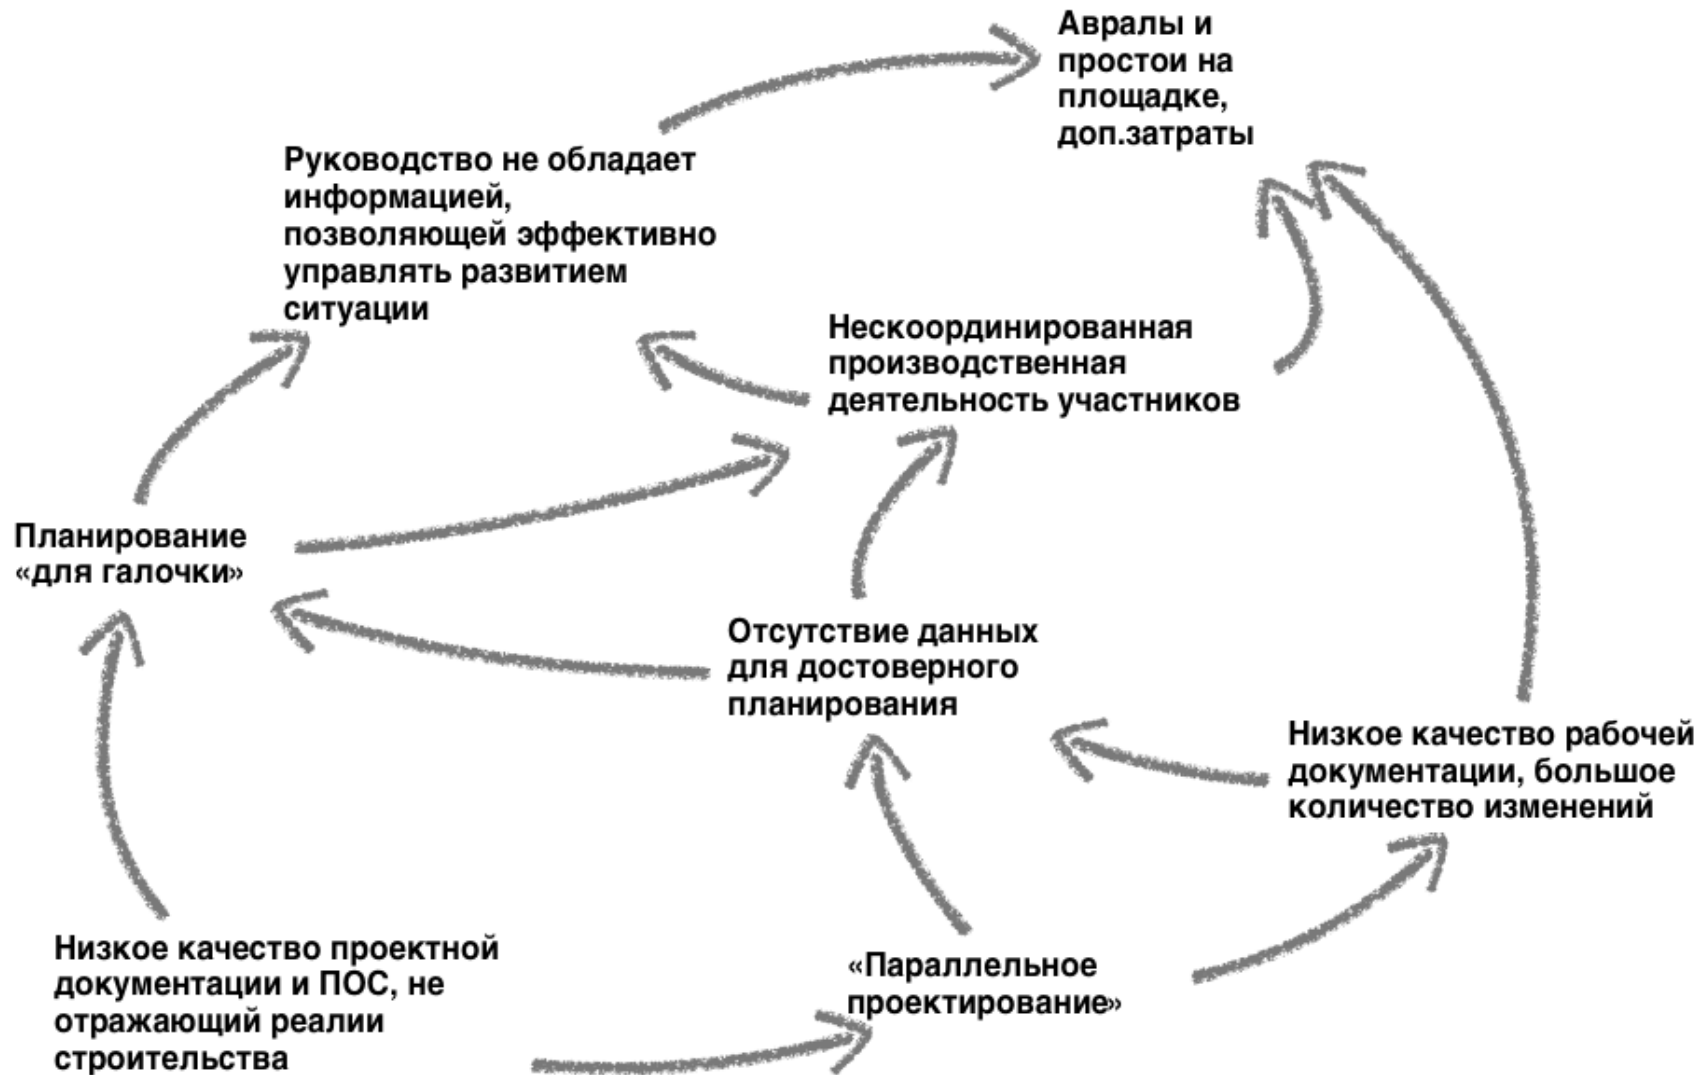 Авралы и
простои на
площадке,
доп.затраты
Руководство не обладает
информацией,
позволяющей эффективно
управлять развитием
ситуации
Нескоординированная
производственная
деятельность участников
Планирование
«для галочки»
Отсутствие данных
для достоверного
планирования
Низкое качество рабочей
документации, большое
количество изменений
Низкое качество проектной
документации и ПОС, не
отражающий реалии
строительства
«Параллельное
проектирование»